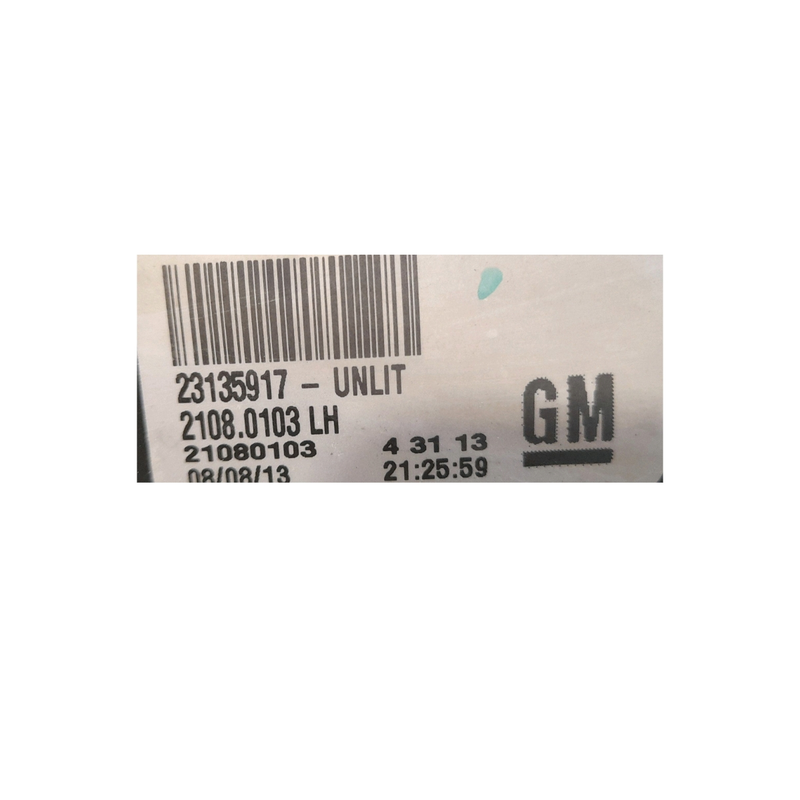 23135917 - UNLIT
2108.0103 LH
21080103 4 31 13
08/08/13 21:25:59
GM